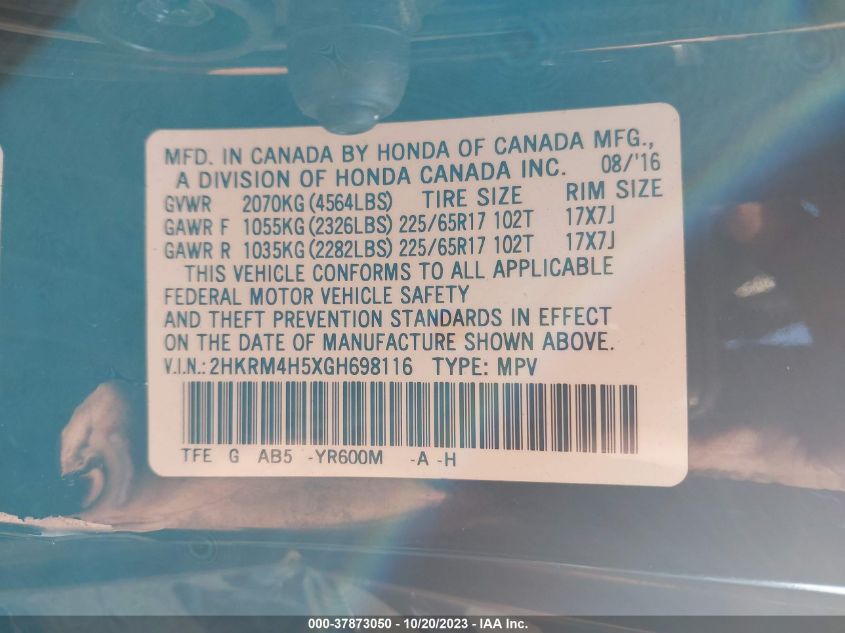 MFD. IN CANADA BY HONDA OF CANADA MFG.,
A DIVISION OF HONDA CANADA INC. 08/'16
GVWR 2070KG (4564LBS) TIRE SIZE RIM SIZE
GAWR F 1055KG (2326LBS) 225/65R17 102T 17X7J
GAWR R 1035KG (2282LBS) 225/65R17 102T 17X7J
THIS VEHICLE CONFORMS TO ALL APPLICABLE
FEDERAL MOTOR VEHICLE SAFETY
AND THEFT PREVENTION STANDARDS IN EFFECT
ON THE DATE OF MANUFACTURE SHOWN ABOVE.
V.I.N.: 2HKRM4H5XGH698116 TYPE: MPV
TFE G AB5 -YR600M -A -H
000-37873050 - 10/20/2023 - IAA Inc.